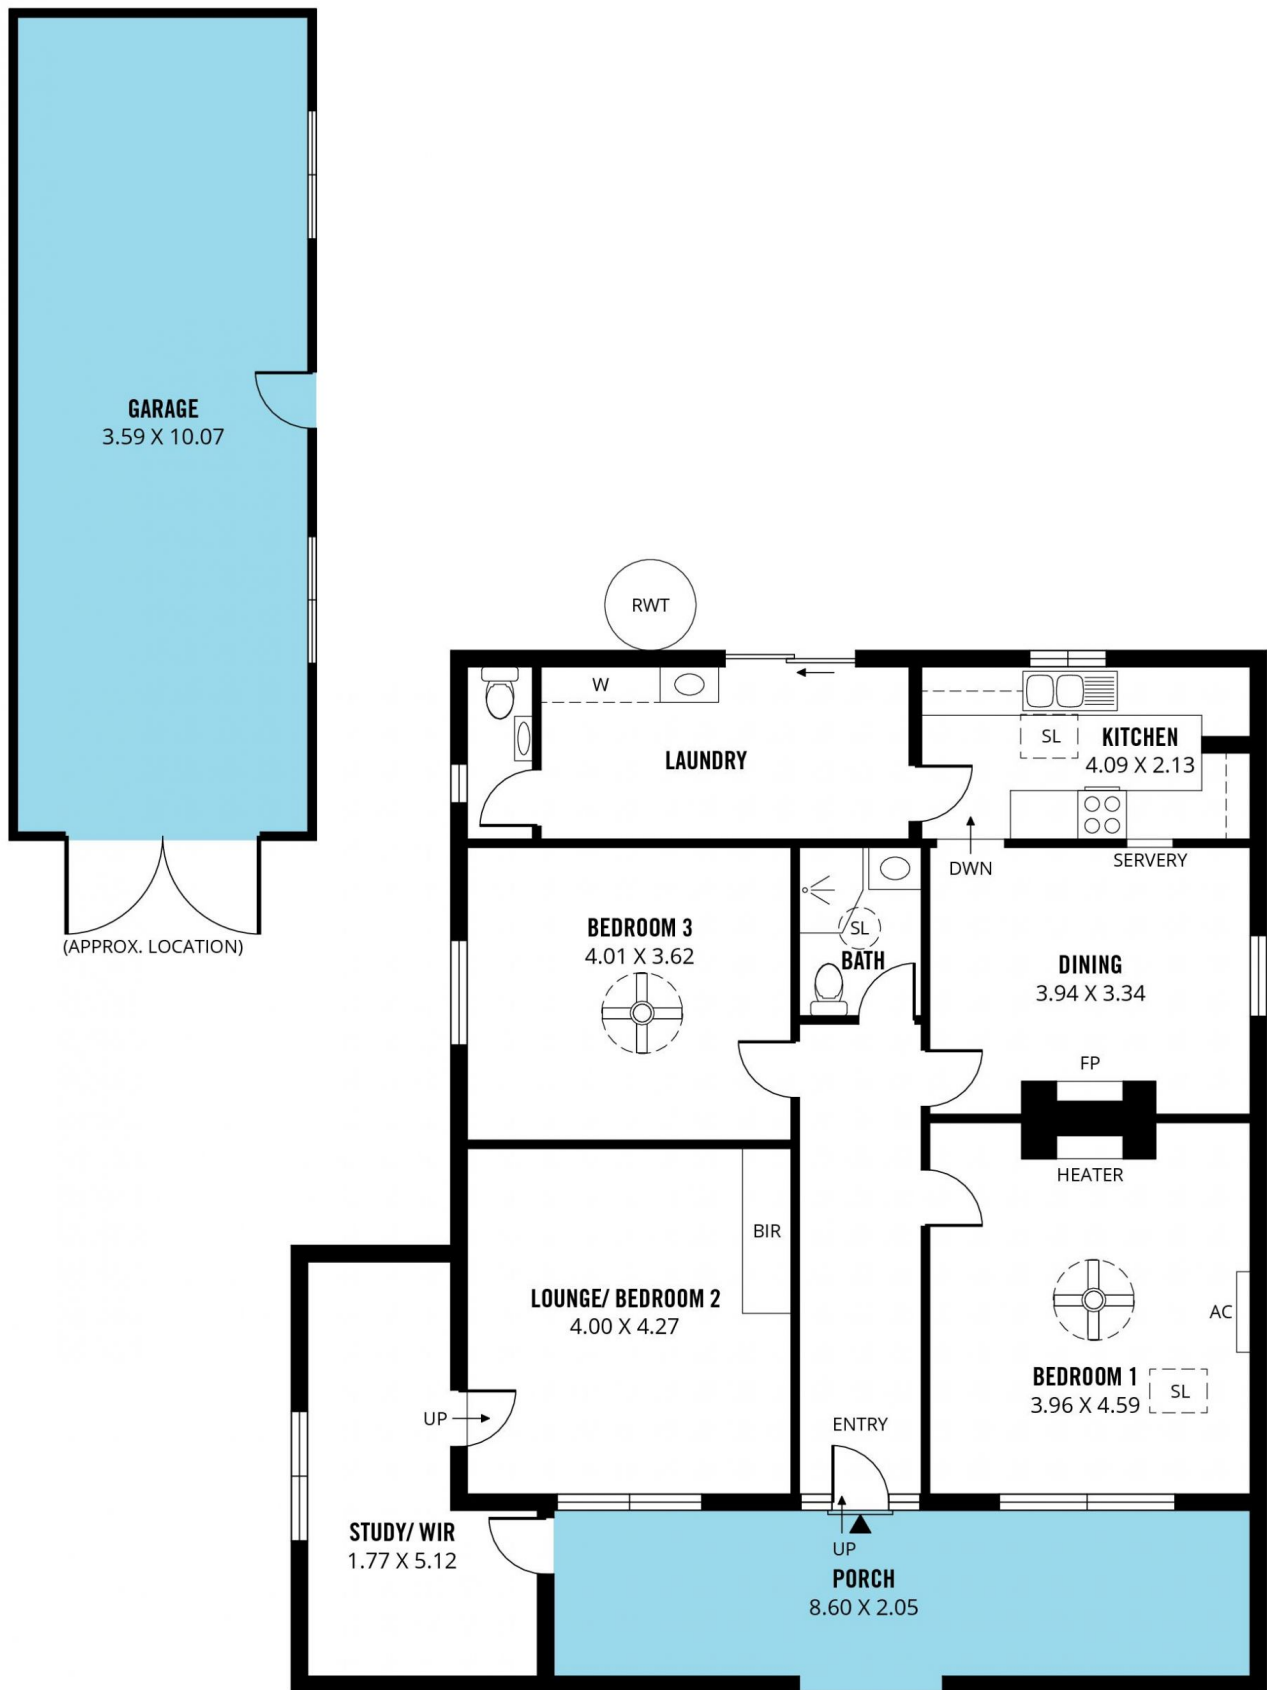 GARAGE
3.59 X 10.07
(APPROX. LOCATION)
RWT
W
LAUNDRY
SL
KITCHEN
4.09 X 2.13
DWN
SERVERY
BEDROOM 3
4.01 X 3.62
SL
BATH
DINING
3.94 X 3.34
FP
HEATER
BIR
LOUNGE/ BEDROOM 2
4.00 X 4.27
AC
BEDROOM 1
3.96 X 4.59
SL
UP
ENTRY
STUDY/ WIR
1.77 X 5.12
UP
PORCH
8.60 X 2.05